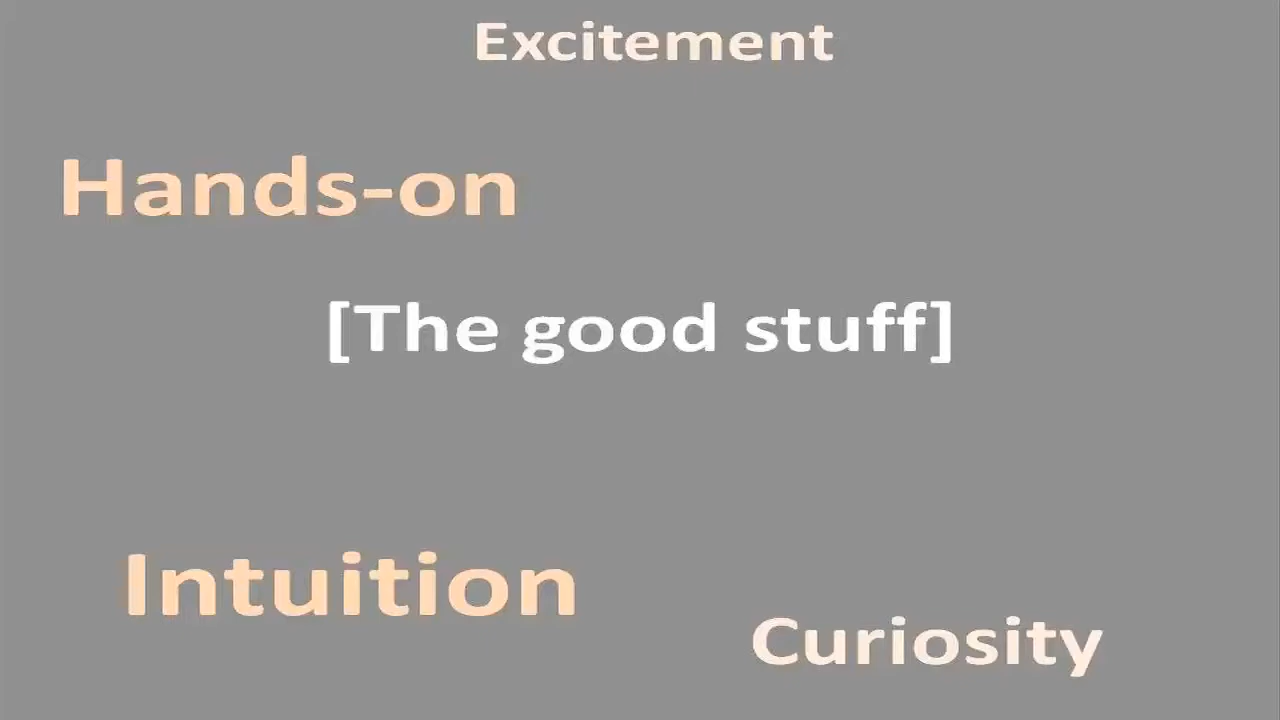 Excitement
Hands-on
[The good stuff]
Intuition
Curiosity